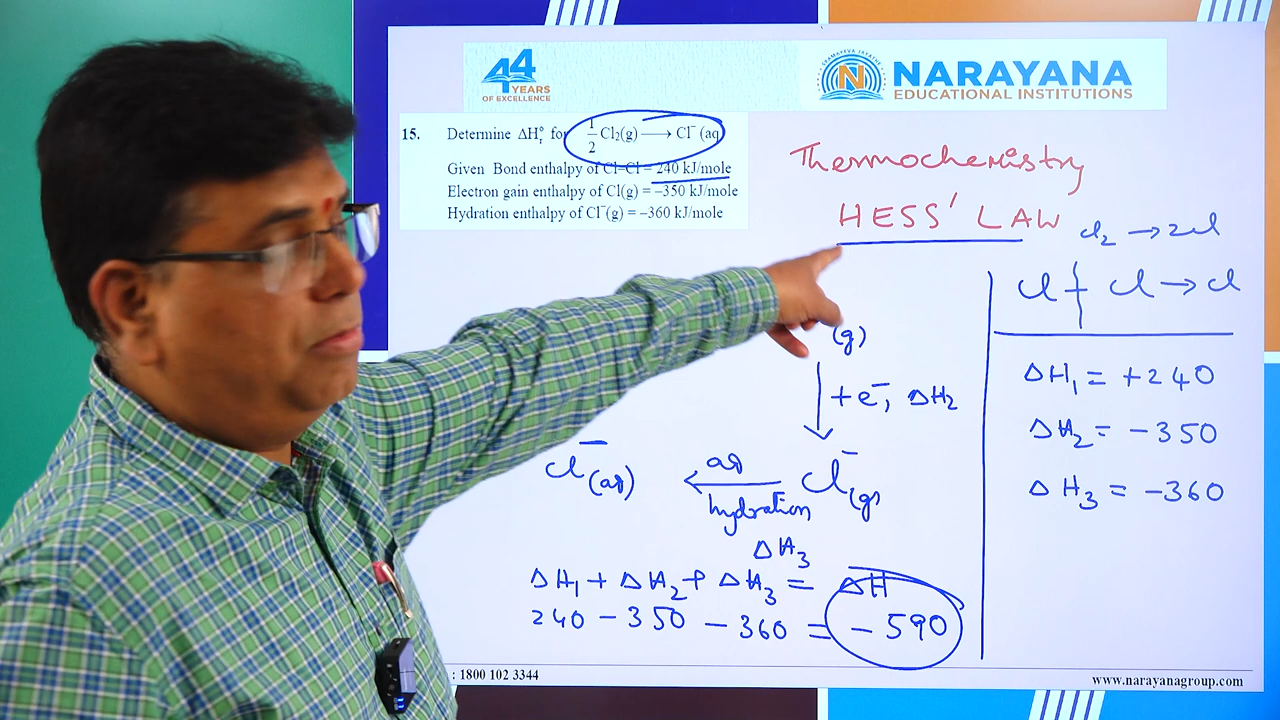 44
YEARS
OF EXCELLENCE
NARAYANA
EDUCATIONAL INSTITUTIONS
15. Determine ΔH°r for 1/2 Cl2(g) ⟶ Cl⁻ (aq
Given Bond enthalpy of Cl–Cl = 240 kJ/mole
Electron gain enthalpy of Cl(g) = –350 kJ/mole
Hydration enthalpy of Cl⁻(g) = –360 kJ/mole
Thermochemistry
HESS' LAW
Cl2 → 2Cl
Cl + Cl → Cl
(g)
+e⁻, ΔH2
Cl⁻(aq) ← aq Cl⁻(g)
hydration
ΔH3
ΔH1 + ΔH2 + ΔH3 = ΔH
240 – 350 – 360 = – 590
ΔH1 = +240
ΔH2 = –350
ΔH3 = –360
: 1800 102 3344
www.narayanagroup.com